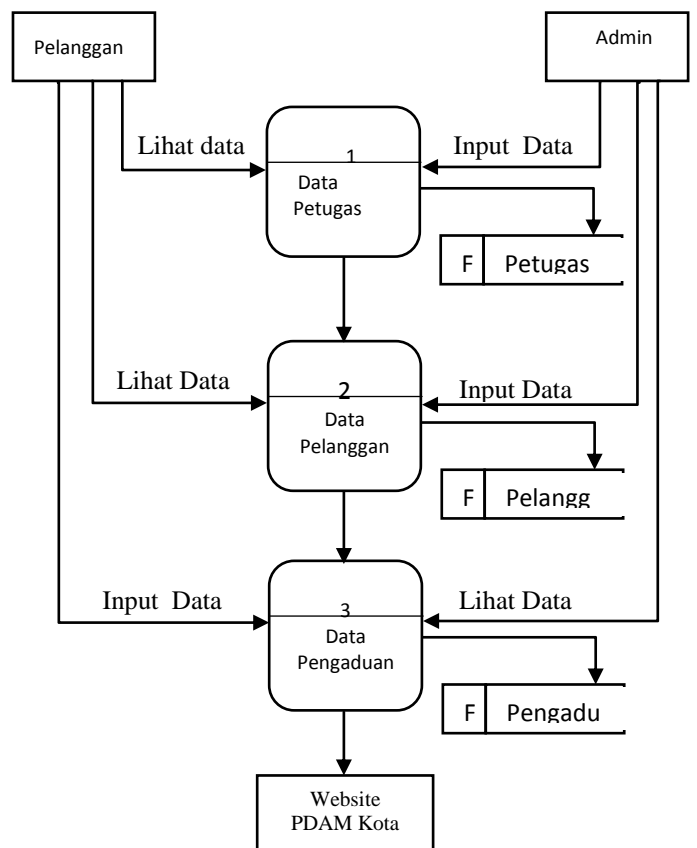 Pelanggan
Admin
Lihat data
1
Input Data
Data
Petugas
F
Petugas
Lihat Data
2
Input Data
Data
Pelanggan
F
Pelangg
Input Data
3
Lihat Data
Data
Pengaduan
F
Pengadu
Website
PDAM Kota